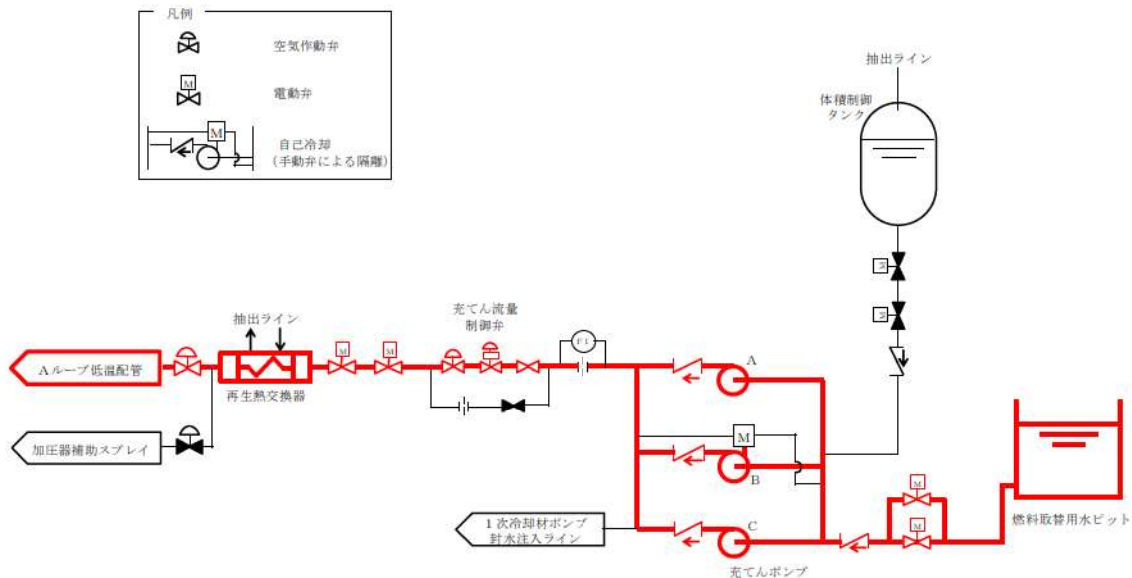 凡例
空気作動弁
M
電動弁
M
自己冷却
(手動弁による隔離)
抽出ライン
体積制御
タンク
M
M
抽出ライン
充てん流量
制御弁
M
M
FI
A
Aループ低温配管
再生熱交換器
M
B
加圧器補助スプレイ
M
M
1次冷却材ポンプ
封水注入ライン
C
燃料取替用水ピット
充てんポンプ